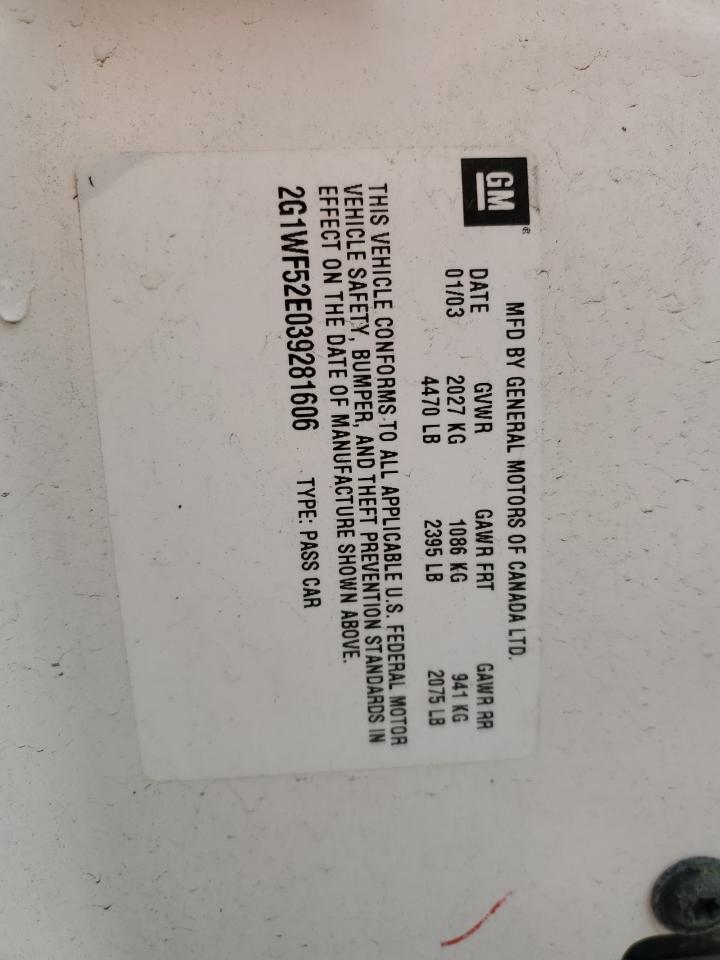 GM®
MFD BY GENERAL MOTORS OF CANADA LTD.
DATE GVWR GAWR FRT GAWR RR
01/03 2027 KG 1086 KG 941 KG
4470 LB 2395 LB 2075 LB
THIS VEHICLE CONFORMS TO ALL APPLICABLE U.S. FEDERAL MOTOR
VEHICLE SAFETY, BUMPER, AND THEFT PREVENTION STANDARDS IN
EFFECT ON THE DATE OF MANUFACTURE SHOWN ABOVE.
2G1WF52E039281606 TYPE: PASS CAR